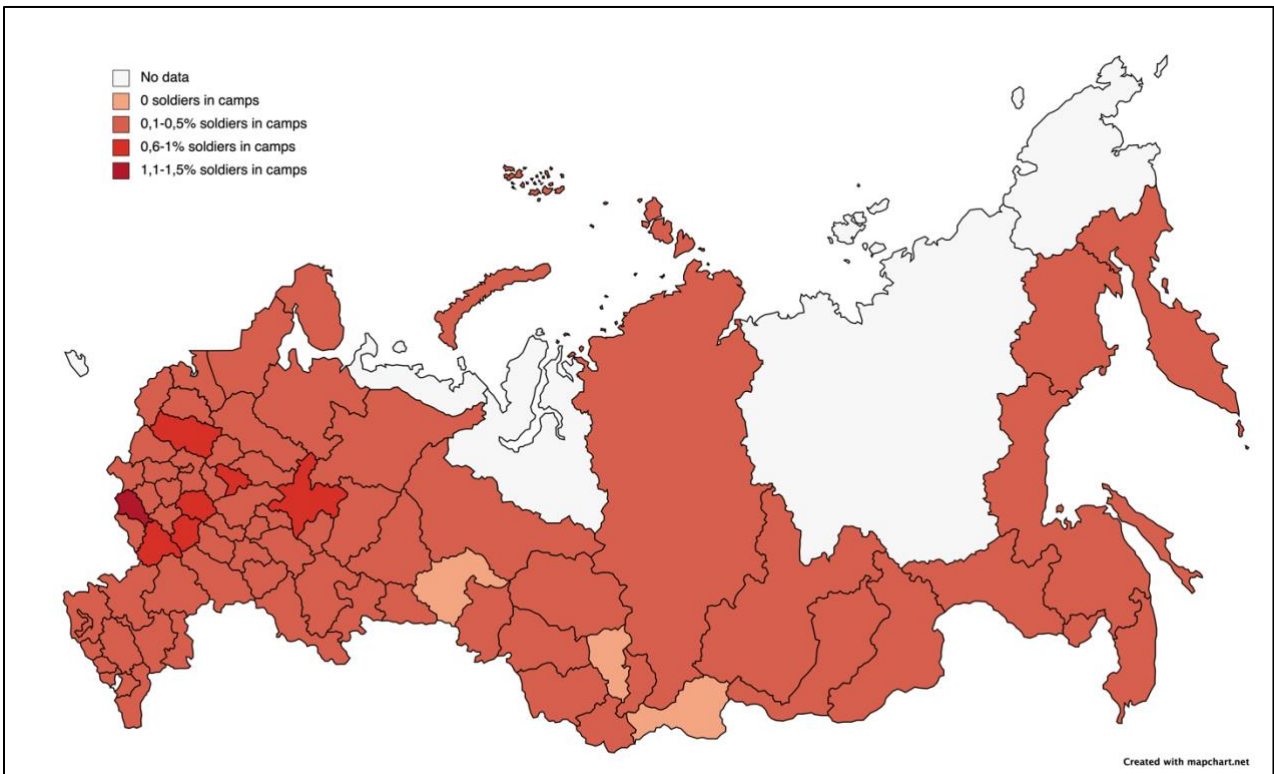 No data
0 soldiers in camps
0,1-0,5% soldiers in camps
0,6-1% soldiers in camps
1,1-1,5% soldiers in camps
Created with mapchart.net